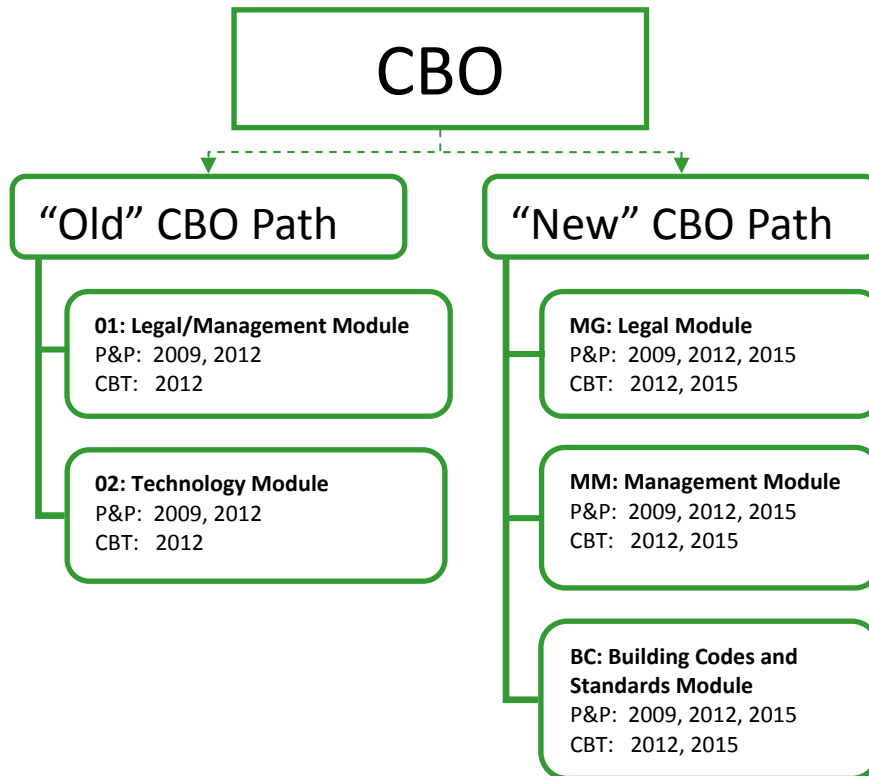 CBO
“Old” CBO Path
01: Legal/Management Module
P&P: 2009, 2012
CBT: 2012
02: Technology Module
P&P: 2009, 2012
CBT: 2012
“New” CBO Path
MG: Legal Module
P&P: 2009, 2012, 2015
CBT: 2012, 2015
MM: Management Module
P&P: 2009, 2012, 2015
CBT: 2012, 2015
BC: Building Codes and
Standards Module
P&P: 2009, 2012, 2015
CBT: 2012, 2015